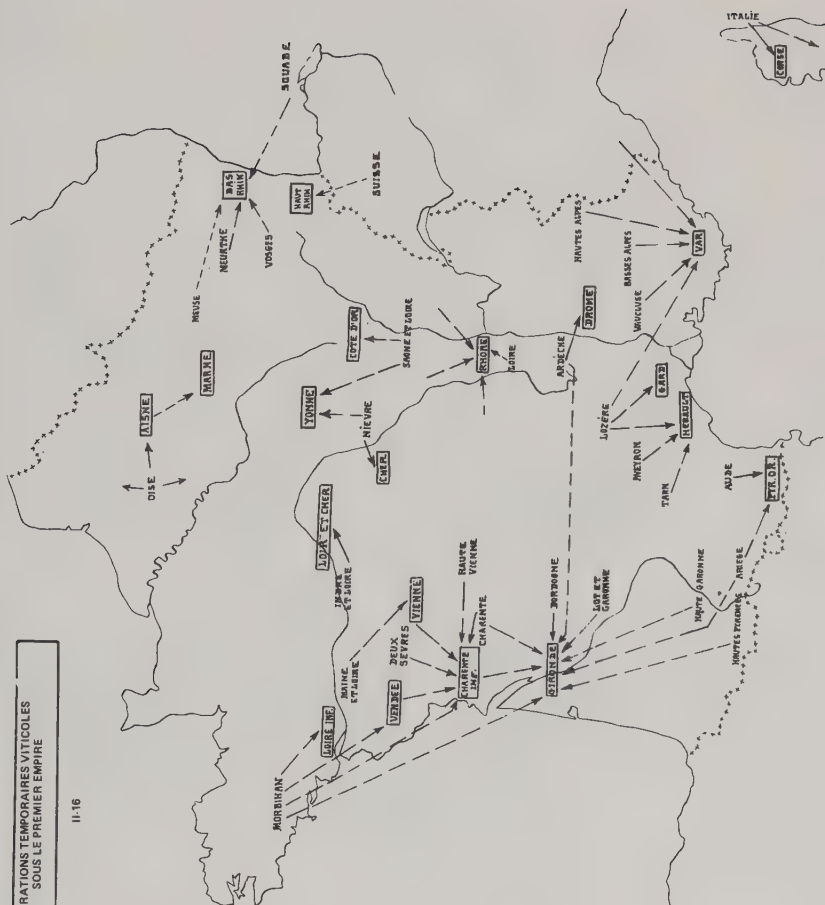 RATIONS TEMPORAIRES VITICOLES
SOUS LE PREMIER EMPIRE
II-16
ITALIE
CORSE
SOUABE
BAS
RHIN
HAUT
RHIN
SUISSE
MEUSE
MEURTHE
VOSGES
AISNE
MARNE
OISE
COTE D'OR
SAONE ET LOIRE
YONNE
NIEVRE
CHER
RHONE
LOIRE
ARDECHE
DROME
HAUTES ALPES
BASSES ALPES
VAUCLUSE
VAR
LOZERE
GARD
HERAULT
AVEYRON
TARN
AUDE
PYR. OR.
LOIR ET CHER
INDRE
ET LOIRE
MAINE
ET LOIRE
VIENNE
DEUX
SEVRES
HAUTE
VIENNE
CHARENTE
VENDEE
CHARENTE
INF.
LOIRE INF
MORBIHAN
GIRONDE
DORDOGNE
LOT ET
GARONNE
HAUTE GARONNE
ARIEGE
HAUTES PYRENEES